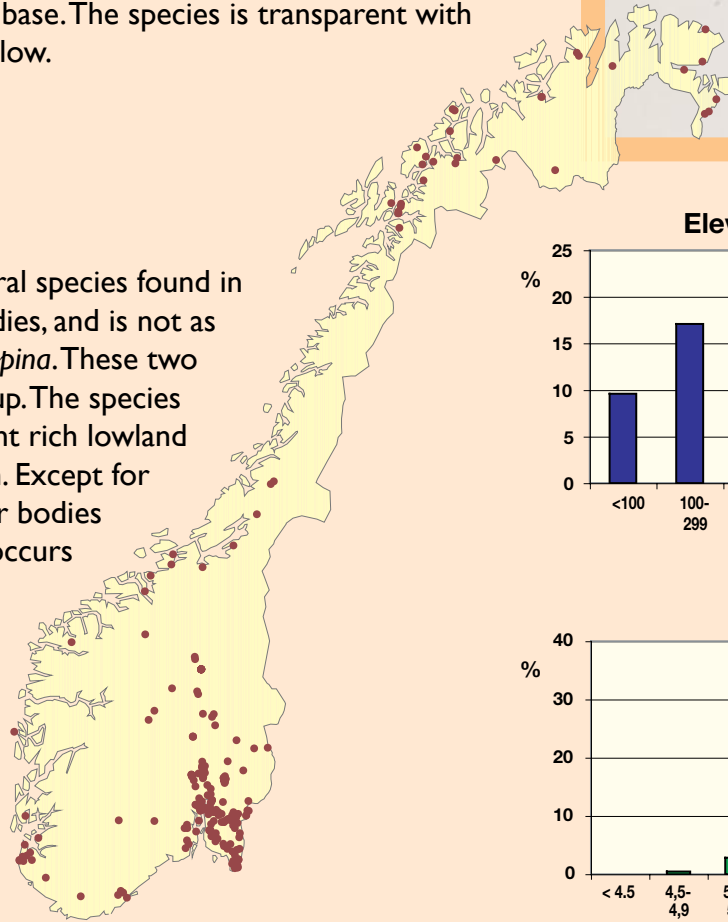 base. The species is transparent with
low.
ral species found in
dies, and is not as
pina. These two
up. The species
nt rich lowland
. Except for
r bodies
occurs
Elev
%
25
20
15
10
5
0
<100
100-
299
%
40
30
20
10
0
< 4.5
4,5-
4,9
5